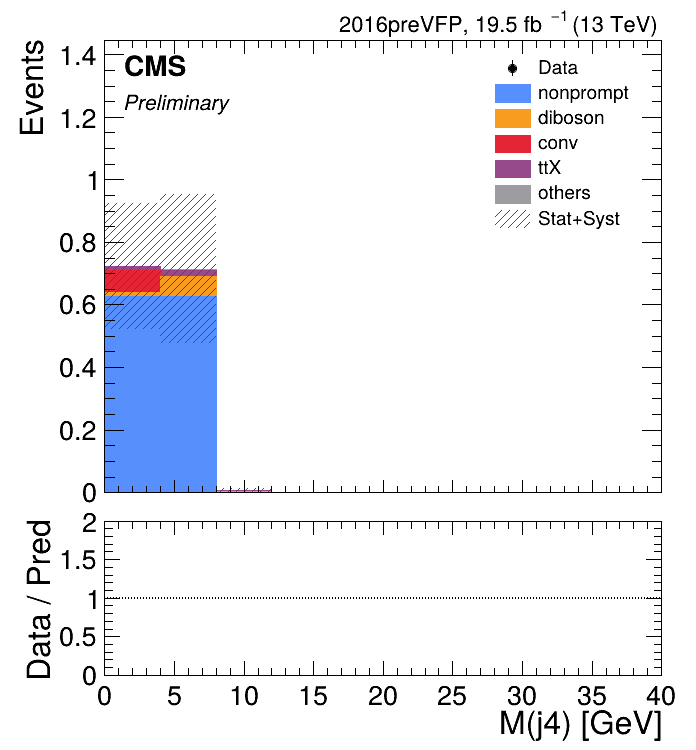 2016preVFP, 19.5 fb⁻¹ (13 TeV)
Events
1.4
1.2
1
0.8
0.6
0.4
0.2
0
CMS
Preliminary
Data
nonprompt
diboson
conv
ttX
others
Stat+Syst
Data / Pred
2
1.5
1
0.5
0
0 5 10 15 20 25 30 35 40
M(j4) [GeV]